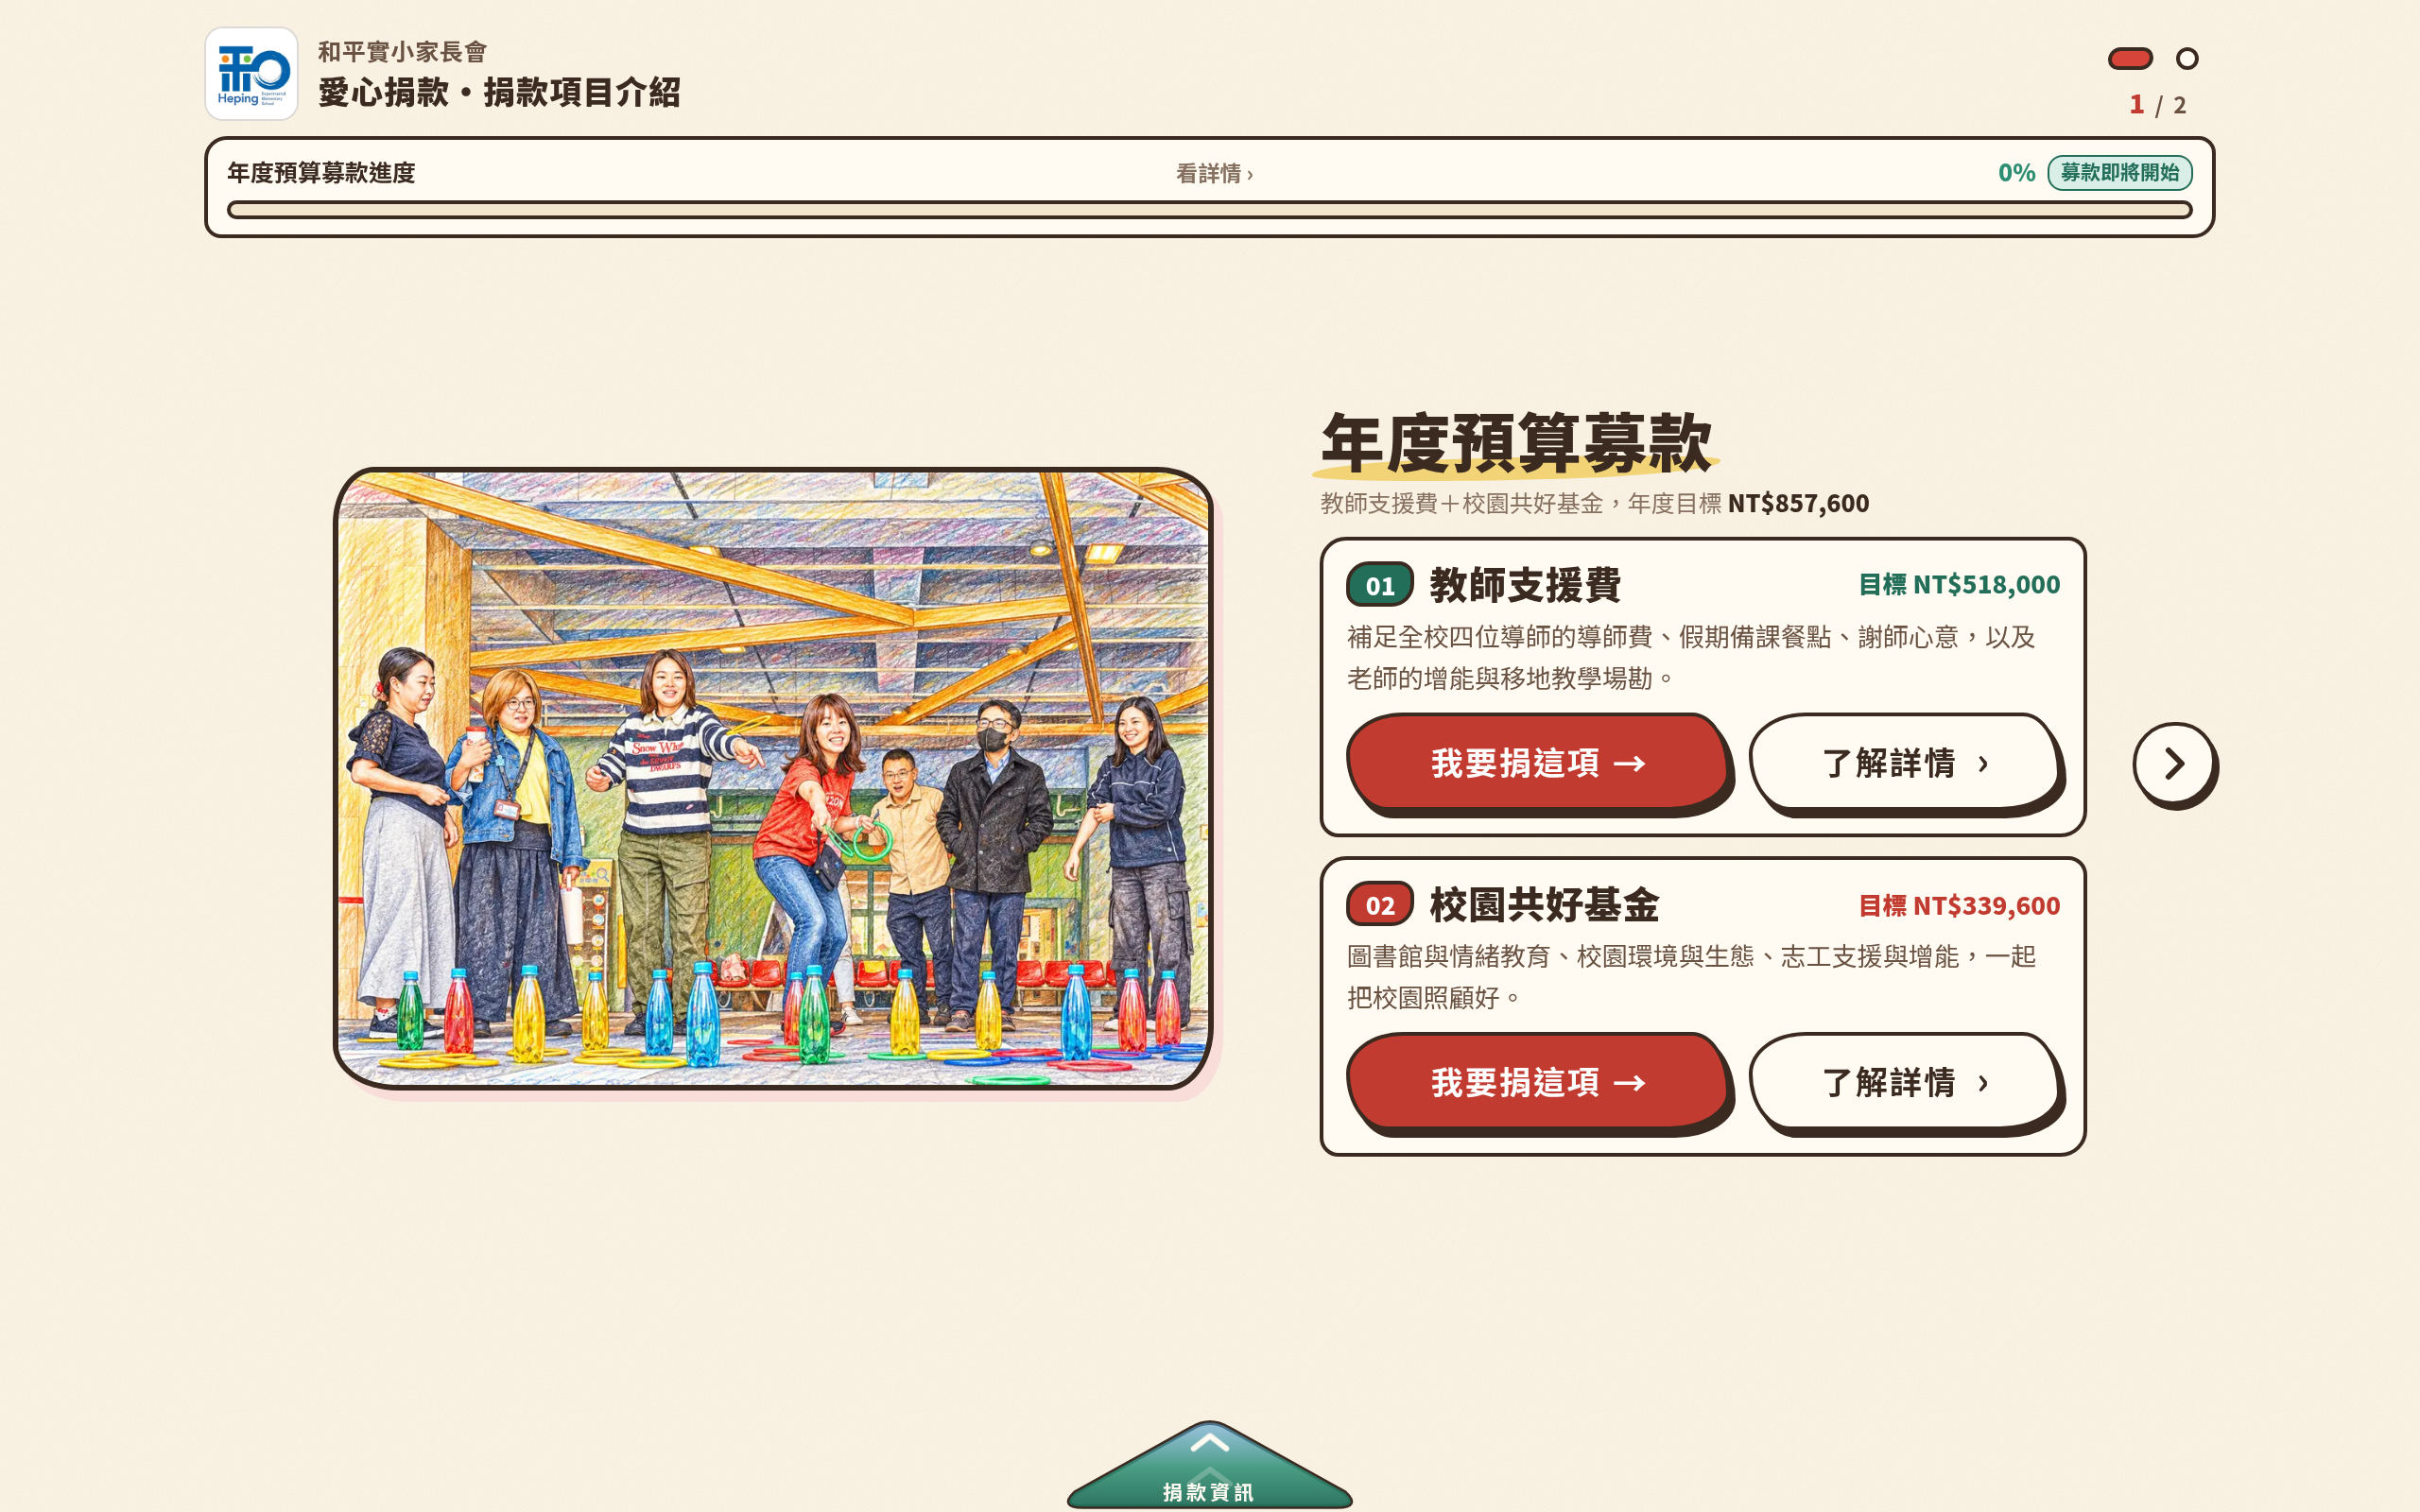 和平實小家長會
愛心捐款・捐款項目介紹
Heping
1 / 2
年度預算募款進度
看詳情 ›
0% 募款即將開始
年度預算募款
教師支援費＋校園共好基金，年度目標 NT$857,600
01 教師支援費 目標 NT$518,000
補足全校四位導師的導師費、假期備課餐點、謝師心意，以及
老師的增能與移地教學場勘。
我要捐這項 → 了解詳情 ›
02 校園共好基金 目標 NT$339,600
圖書館與情緒教育、校園環境與生態、志工支援與增能，一起
把校園照顧好。
我要捐這項 → 了解詳情 ›
捐款資訊